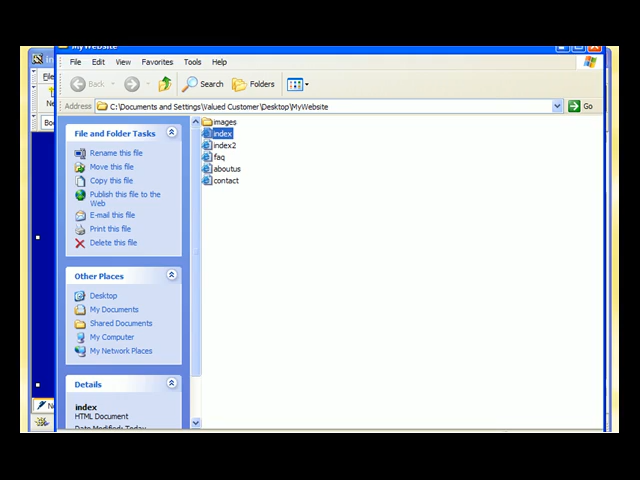 MyWebsite
File Edit View Favorites Tools Help
Back Search Folders
Address C:\Documents and Settings\Valued Customer\Desktop\MyWebsite Go
File and Folder Tasks
Rename this file
Move this file
Copy this file
Publish this file to the
Web
E-mail this file
Print this file
Delete this file
Other Places
Desktop
My Documents
Shared Documents
My Computer
My Network Places
Details
index
HTML Document
Date Modified: Today
images
index
index2
faq
aboutus
contact